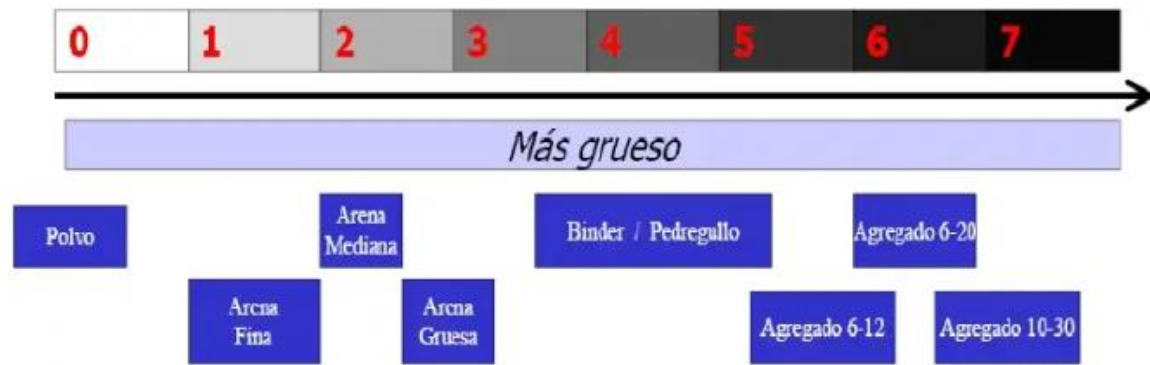 0 1 2 3 4 5 6 7
Más grueso
Polvo
Arena
Mediana
Binder / Pedregullo
Agregado 6-20
Arena
Fina
Arena
Gruesa
Agregado 6-12
Agregado 10-30